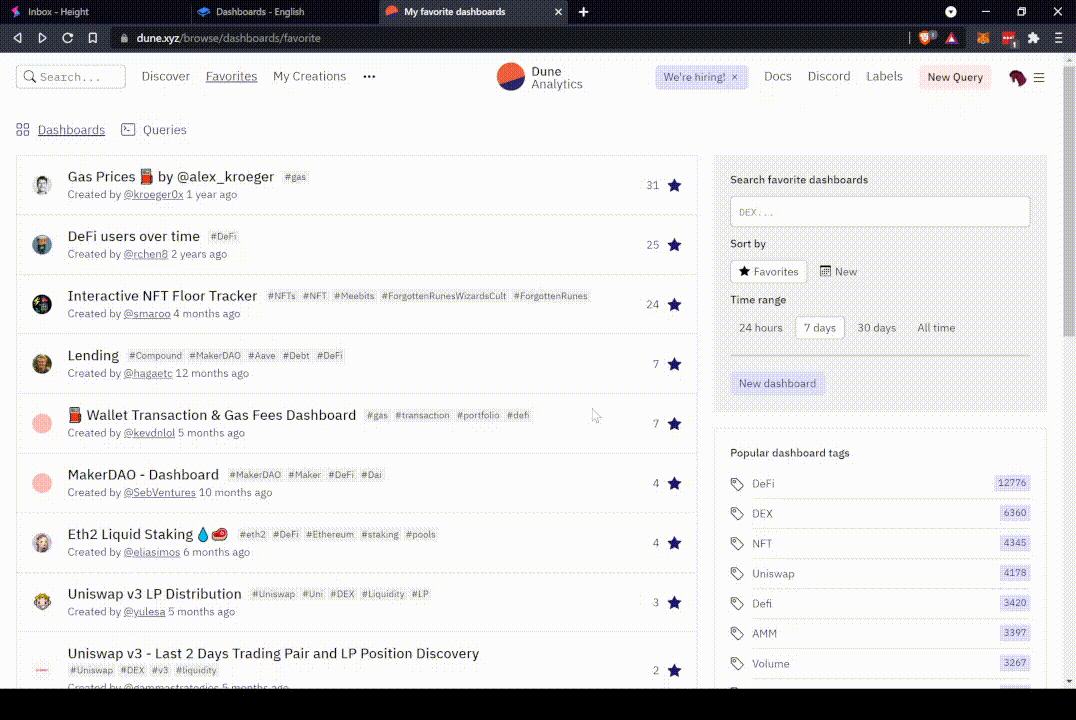 Inbox - Height
Dashboards - English
My favorite dashboards
dune.xyz/browse/dashboards/favorite
Search...
Discover
Favorites
My Creations
Dune
Analytics
We're hiring! ×
Docs
Discord
Labels
New Query
Dashboards
Queries
Gas Prices ⛽ by @alex_kroeger #gas
Created by @kroeger0x 1 year ago
31
DeFi users over time #DeFi
Created by @rchen8 2 years ago
25
Interactive NFT Floor Tracker #NFTs #NFT #Meebits #ForgottenRunesWizardsCult #ForgottenRunes
Created by @smaroo 4 months ago
24
Lending #Compound #MakerDAO #Aave #Debt #DeFi
Created by @hagaetc 12 months ago
7
⛽ Wallet Transaction & Gas Fees Dashboard #gas #transaction #portfolio #defi
Created by @kevdnlol 5 months ago
7
MakerDAO - Dashboard #MakerDAO #Maker #DeFi #Dai
Created by @SebVentures 10 months ago
4
Eth2 Liquid Staking 💧🥩 #eth2 #DeFi #Ethereum #staking #pools
Created by @eliasimos 6 months ago
4
Uniswap v3 LP Distribution #Uniswap #Uni #DEX #Liquidity #LP
Created by @yulesa 5 months ago
3
Uniswap v3 - Last 2 Days Trading Pair and LP Position Discovery
#Uniswap #DEX #v3 #liquidity
Created by @gammastrategies 5 months ago
2
Search favorite dashboards
DEX...
Sort by
Favorites
New
Time range
24 hours
7 days
30 days
All time
New dashboard
Popular dashboard tags
DeFi 12776
DEX 6360
NFT 4345
Uniswap 4178
Defi 3420
AMM 3397
Volume 3267